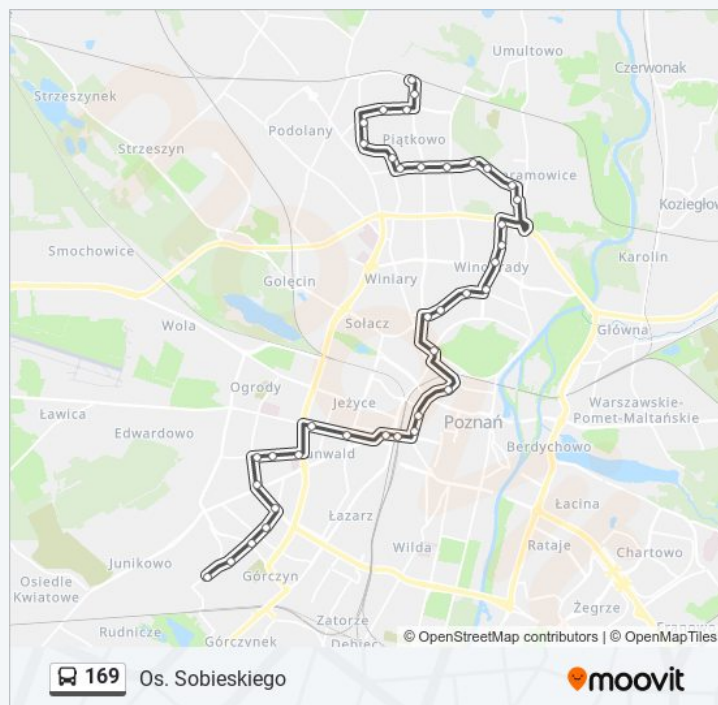 Umultowo
Czerwonak
Strzeszynek
Podolany
Piątkowo
Strzeszyn
aramowice
Koziegłow
Smochowice
Karolin
Golęcin
Winiary
Winogrady
Wola
Sołacz
Główna
Ogrody
Ławica
Jeżyce
Warszawskie-
Pomet-Maltańskie
Edwardowo
Poznań
Berdychowo
Grunwald
Łacina
Łazarz
Junikowo
Wilda
Rataje
Chartowo
Osiedle
Kwiatowe
Górczyn
Żegrze
Rudnicze
Zatorze
Górczynek
Dębiec
© OpenStreetMap contributors | © OpenMapTiles
169 Os. Sobieskiego
moovit